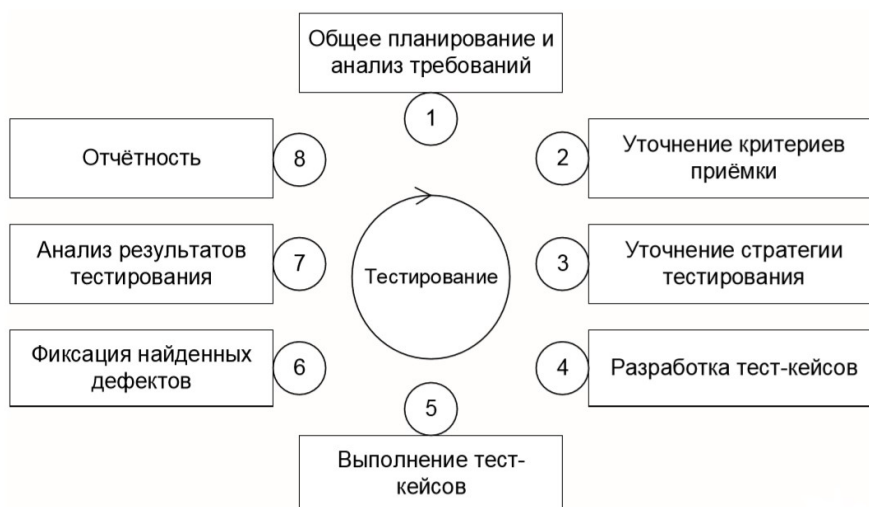 Общее планирование и
анализ требований
1
2
Уточнение критериев
приёмки
3
Уточнение стратегии
тестирования
4
Разработка тест-кейсов
5
Выполнение тест-
кейсов
6
Фиксация найденных
дефектов
7
Анализ результатов
тестирования
8
Отчётность
Тестирование